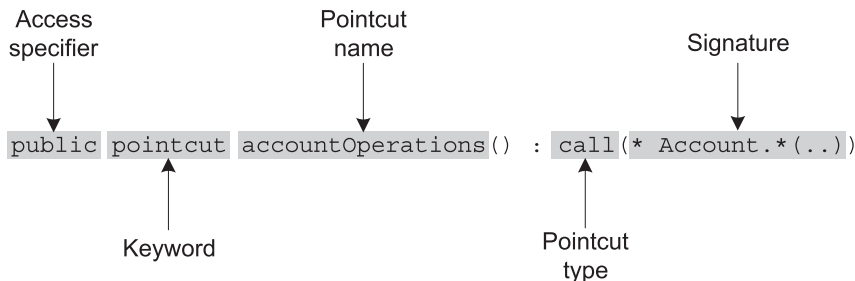 Access
specifier
Pointcut
name
Signature
public pointcut accountOperations() : call(* Account.*(..))
Keyword
Pointcut
type